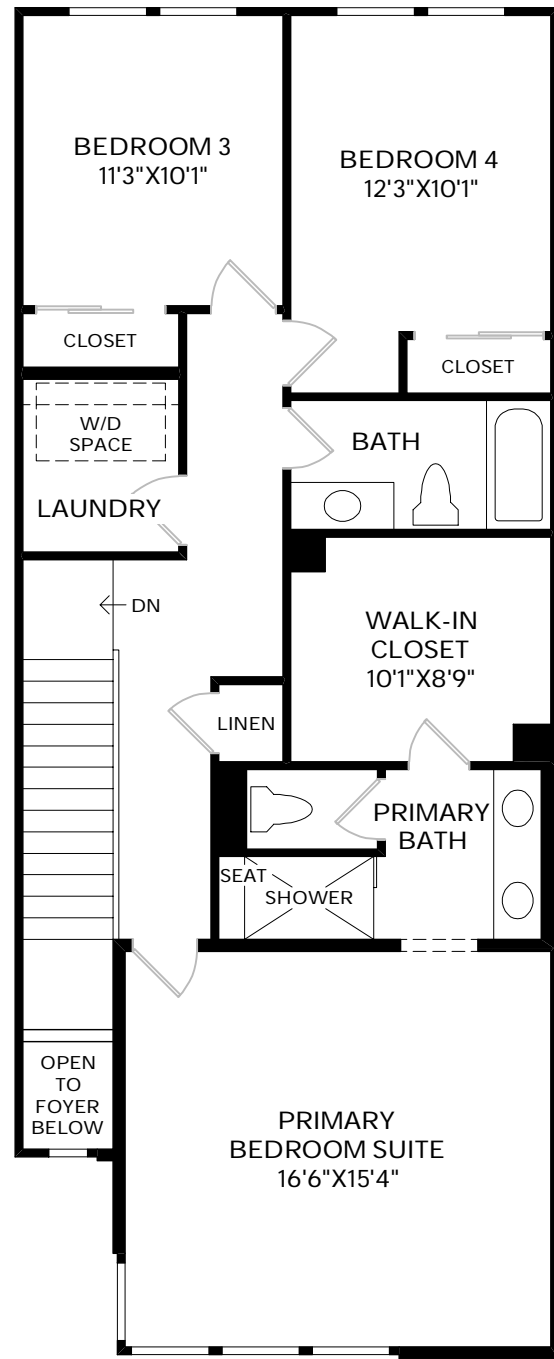 BEDROOM 3
11'3"X10'1"
BEDROOM 4
12'3"X10'1"
CLOSET
CLOSET
W/D
SPACE
LAUNDRY
BATH
DN
WALK-IN
CLOSET
10'1"X8'9"
LINEN
PRIMARY
BATH
SEAT
SHOWER
OPEN
TO
FOYER
BELOW
PRIMARY
BEDROOM SUITE
16'6"X15'4"